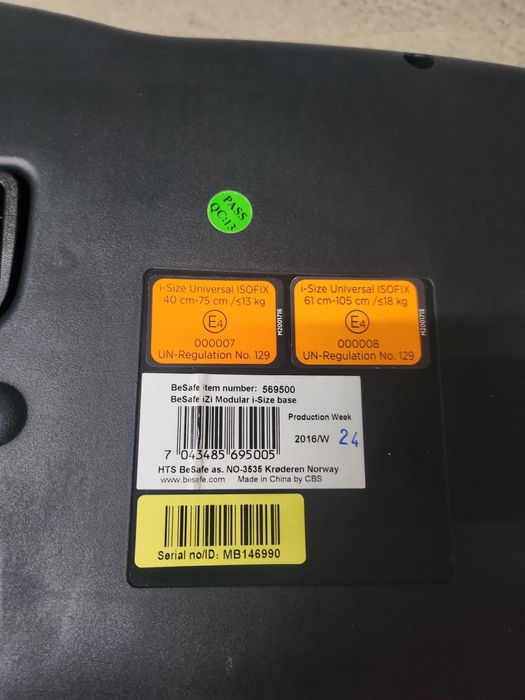 PASS
QC:13
i-Size Universal ISOFIX
40 cm-75 cm /≤13 kg
E4
000007
UN-Regulation No. 129
M2001716
i-Size Universal ISOFIX
61 cm-105 cm /≤18 kg
E4
000008
UN-Regulation No. 129
BeSafe item number: 569500
BeSafe iZi Modular i-Size base
Production Week
2016/W 24
7 043485 695005
HTS BeSafe as. NO-3535 Krøderen Norway
www.besafe.com Made in China by CBS
Serial no/ID: MB146990